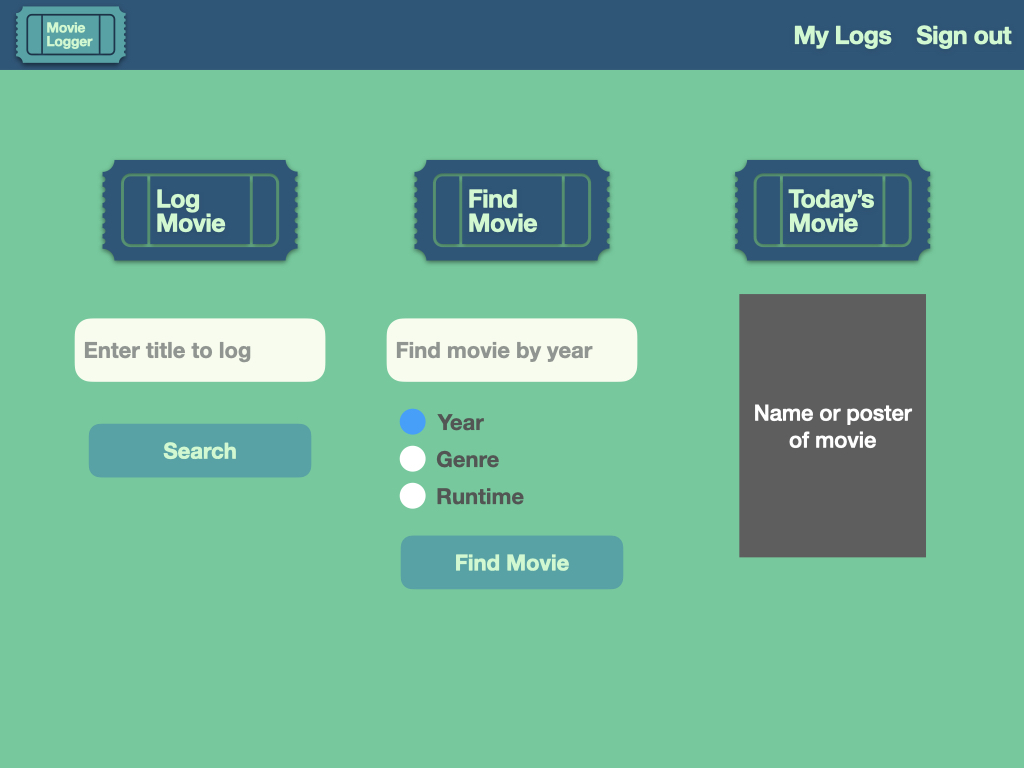 Movie
Logger
My Logs
Sign out
Log
Movie
Find
Movie
Today’s
Movie
Enter title to log
Find movie by year
Search
Year
Genre
Runtime
Find Movie
Name or poster
of movie